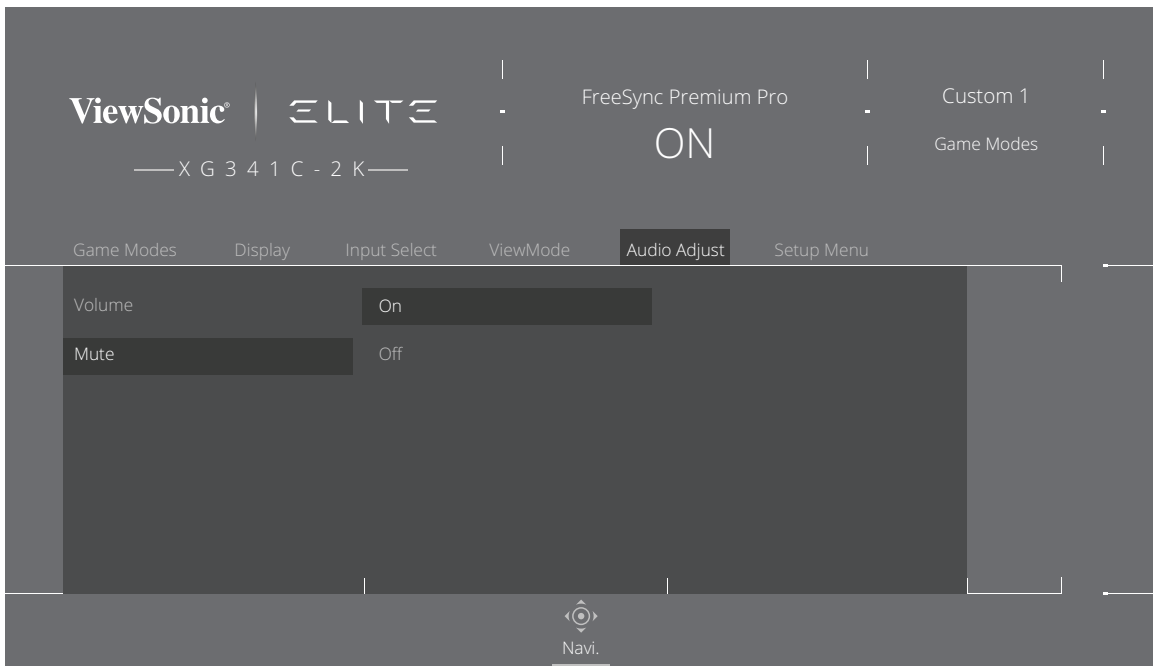 ViewSonic® | ELITE
XG341C-2K
FreeSync Premium Pro
ON
Custom 1
Game Modes
Game Modes Display Input Select ViewMode Audio Adjust Setup Menu
Volume On
Mute Off
Navi.